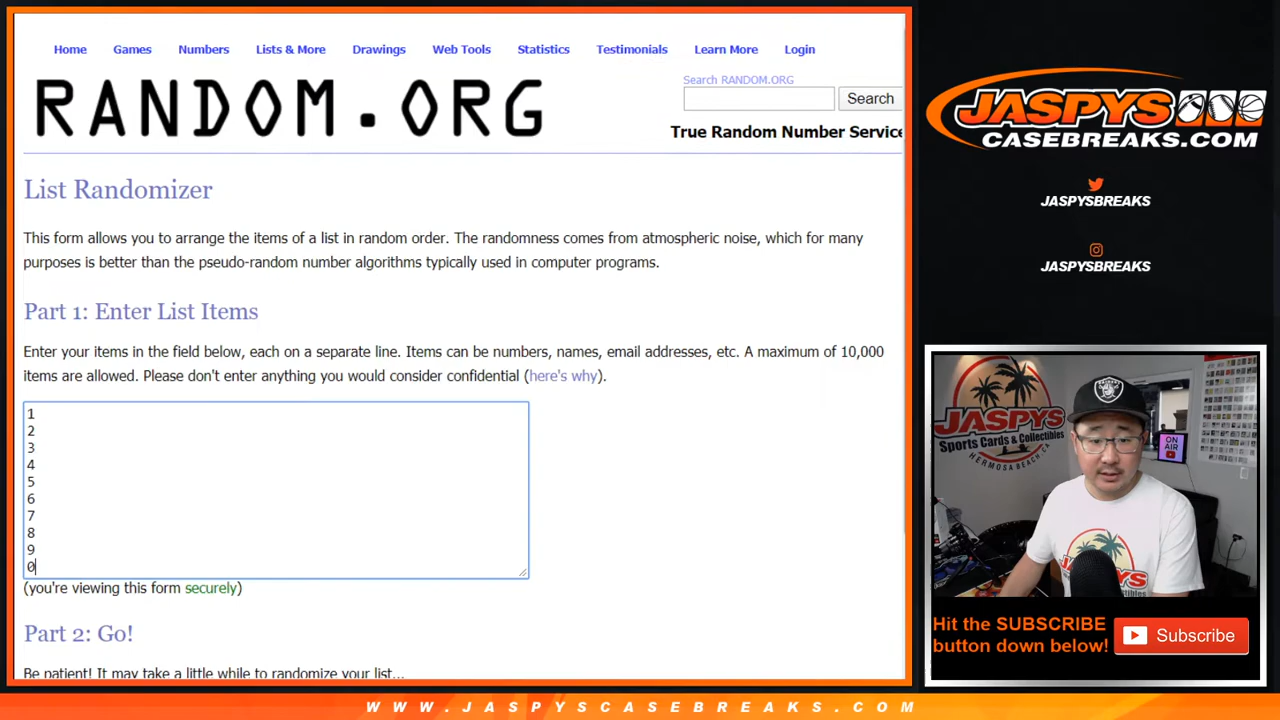 Home Games Numbers Lists & More Drawings Web Tools Statistics Testimonials Learn More Login
RANDOM.ORG
Search RANDOM.ORG
Search
True Random Number Service
List Randomizer
This form allows you to arrange the items of a list in random order. The randomness comes from atmospheric noise, which for many
purposes is better than the pseudo-random number algorithms typically used in computer programs.
Part 1: Enter List Items
Enter your items in the field below, each on a separate line. Items can be numbers, names, email addresses, etc. A maximum of 10,000
items are allowed. Please don't enter anything you would consider confidential (here's why).
1
2
3
4
5
6
7
8
9
0
(you're viewing this form securely)
Part 2: Go!
Be patient! It may take a little while to randomize your list...
JASPYS
CASEBREAKS.COM
JASPYSBREAKS
JASPYSBREAKS
JASPYS
Sports Cards & Collectibles
HERMOSA BEACH, CA
RAIDERS
ON
AIR
Hit the SUBSCRIBE
button down below!
Subscribe
WWW.JASPYSCASEBREAKS.COM